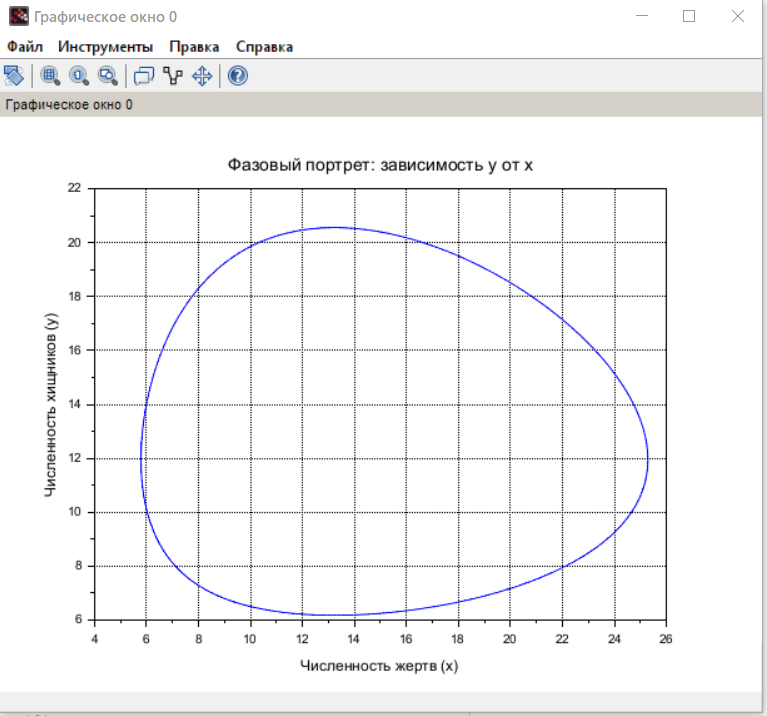 Графическое окно 0
Файл Инструменты Правка Справка
Графическое окно 0
Фазовый портрет: зависимость y от x
22
20
18
16
14
12
10
8
6
Численность хищников (y)
4 6 8 10 12 14 16 18 20 22 24 26
Численность жертв (x)